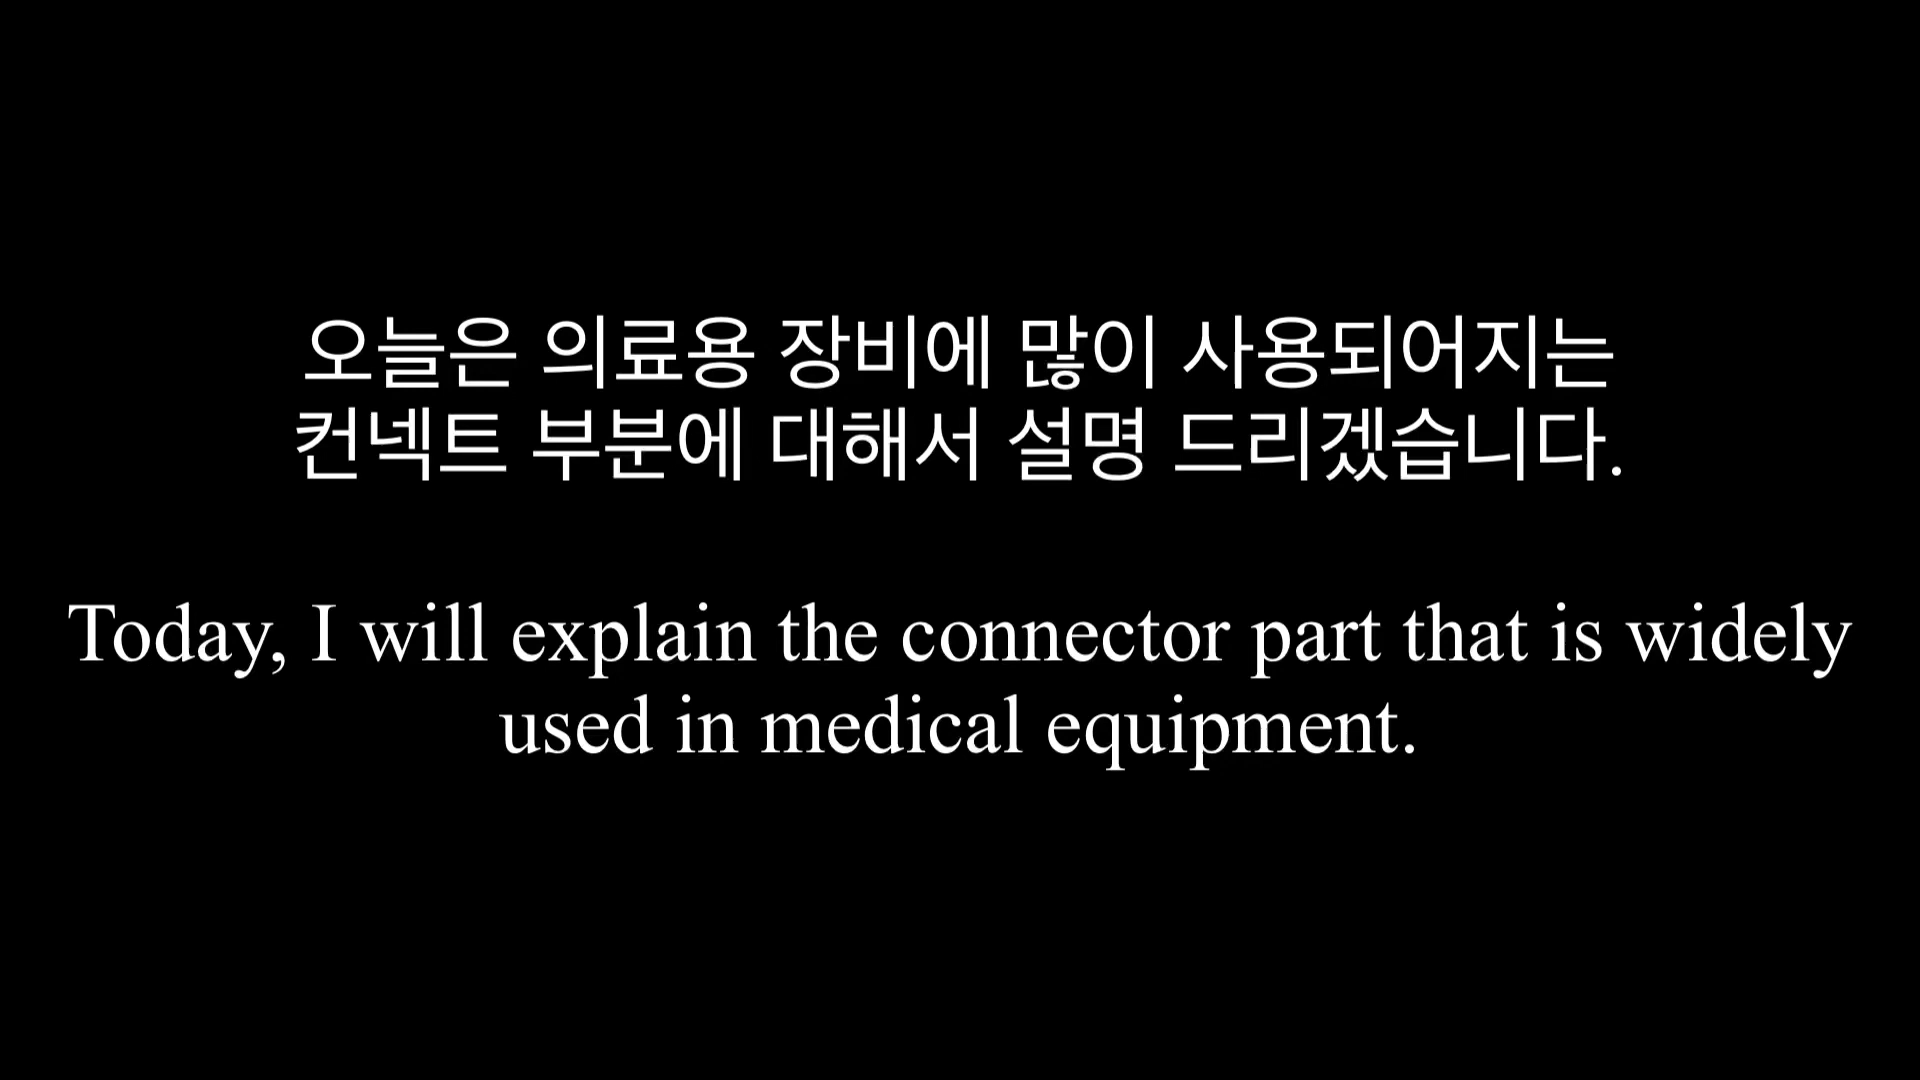 오늘은 의료용 장비에 많이 사용되어지는
컨넥트 부분에 대해서 설명 드리겠습니다.
Today, I will explain the connector part that is widely
used in medical equipment.